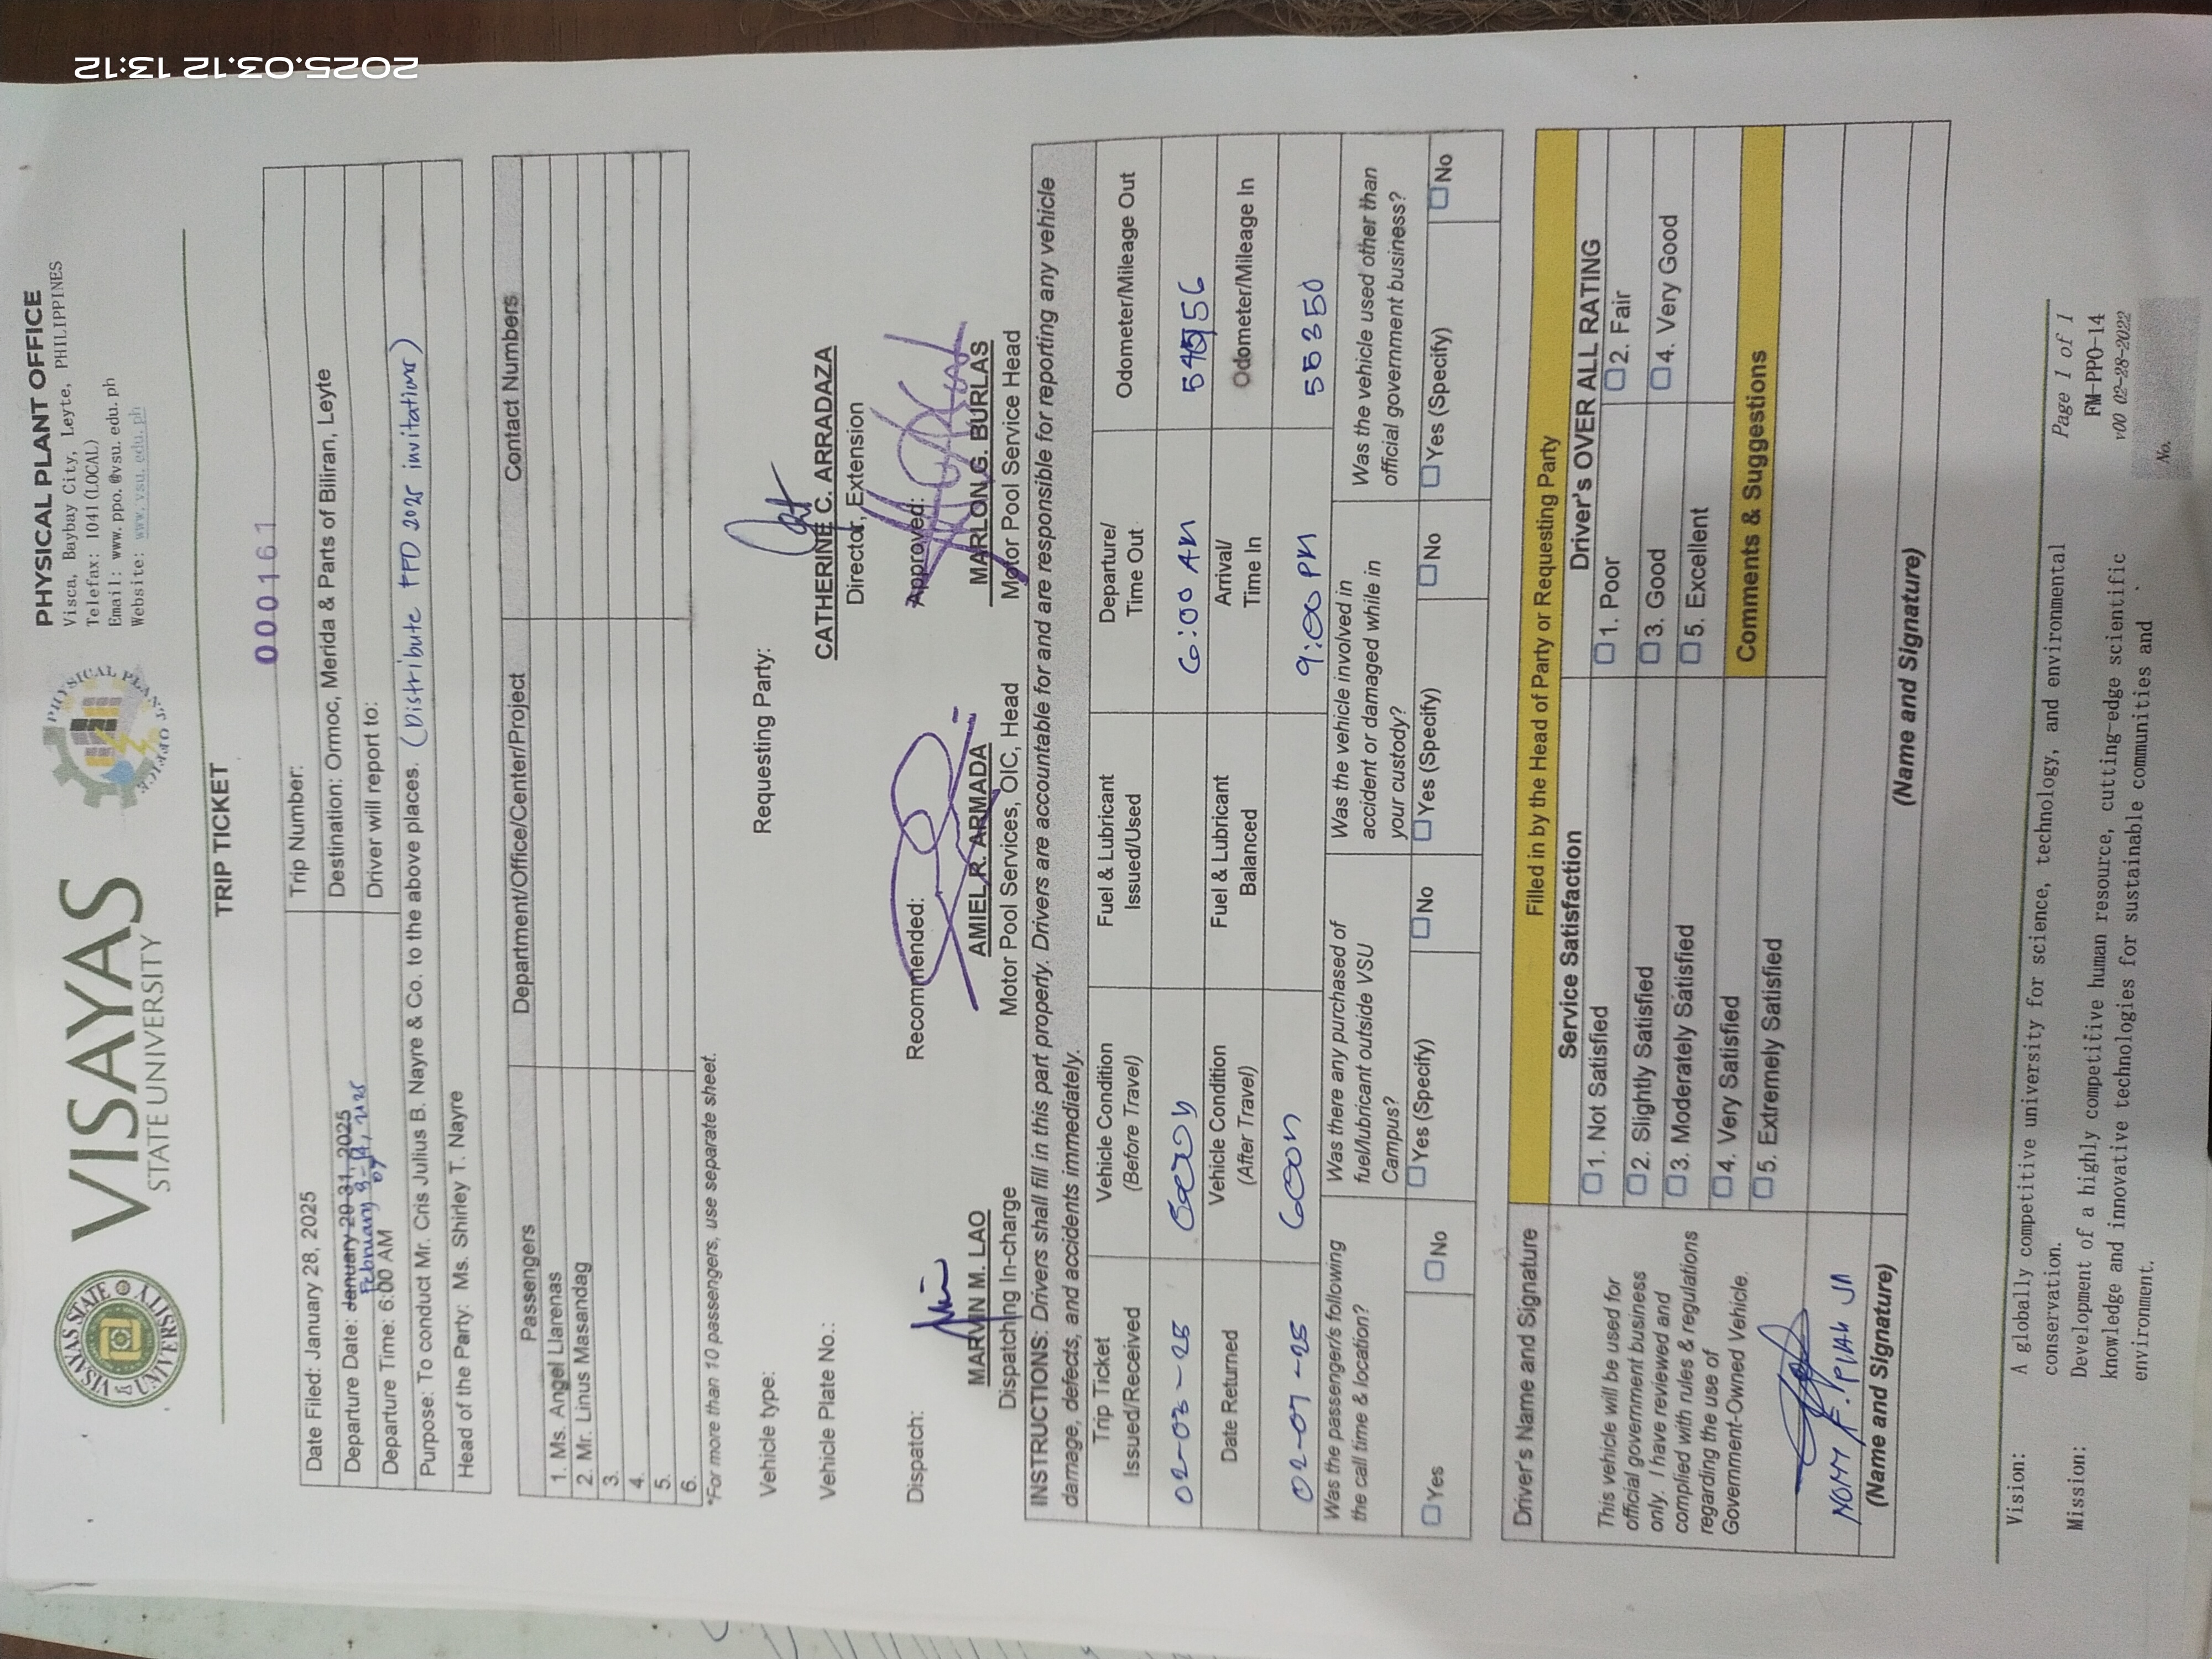 VISAYAS
STATE UNIVERSITY
PHYSICAL PLANT OFFICE
Visca, Baybay City, Leyte, PHILIPPINES
Telefax: 1041 (LOCAL)
Email: www.ppo.@vsu.edu.ph
Website: www.vsu.edu.ph
TRIP TICKET
000161
Date Filed: January 28, 2025
Trip Number:
Departure Date: January 29-31, 2025
February 3-
07
, 2025
Destination: Ormoc, Merida & Parts of Biliran, Leyte
Departure Time: 6:00 AM
Driver will report to:
Purpose: To conduct Mr. Cris Julius B. Nayre & Co. to the above places. (Distribute FFD 2025 invitations)
Head of the Party: Ms. Shirley T. Nayre
Passengers
Department/Office/Center/Project
Contact Numbers
1. Ms. Angel Llarenas
2. Mr. Linus Masandag
3.
4.
5.
6.
*For more than 10 passengers, use separate sheet.
Vehicle type:
Requesting Party:
Vehicle Plate No.:
CATHERINE C. ARRADAZA
Director, Extension
Dispatch:
Recommended:
Approved:
MARVIN M. LAO
AMIEL R. ARMADA
MARLON G. BURLAS
Dispatching In-charge
Motor Pool Services, OIC, Head
Motor Pool Service Head
INSTRUCTIONS: Drivers shall fill in this part properly. Drivers are accountable for and are responsible for reporting any vehicle
damage, defects, and accidents immediately.
Trip Ticket Issued/Received
Vehicle Condition (Before Travel)
Fuel & Lubricant Issued/Used
Departure/ Time Out
Odometer/Mileage Out
02-03-25
Good
6:00 AM
Date Returned
Vehicle Condition (After Travel)
Fuel & Lubricant Balanced
Arrival/ Time In
Odometer/Mileage In
02-07-25
Good
9:00 PM
55350
Was the passenger/s following the call time & location?
Was there any purchased of fuel/lubricant outside VSU Campus?
Was the vehicle involved in accident or damaged while in your custody?
Was the vehicle used other than official government business?
Yes
No
Yes (Specify)
No
Yes (Specify)
No
Yes (Specify)
No
Driver's Name and Signature
Filled in by the Head of Party or Requesting Party
This vehicle will be used for
official government business
only. I have reviewed and
complied with rules & regulations
regarding the use of
Government-Owned Vehicle.
Service Satisfaction
Driver's OVER ALL RATING
1. Not Satisfied
1. Poor
2. Fair
2. Slightly Satisfied
3. Good
4. Very Good
3. Moderately Satisfied
5. Excellent
4. Very Satisfied
Comments & Suggestions
5. Extremely Satisfied
(Name and Signature)
(Name and Signature)
Vision: A globally competitive university for science, technology, and environmental
conservation.
Mission: Development of a highly competitive human resource, cutting-edge scientific
knowledge and innovative technologies for sustainable communities and
environment.
Page 1 of 1
FM-PPO-14
v00 02-28-2022
No.
2025.03.12 13:12